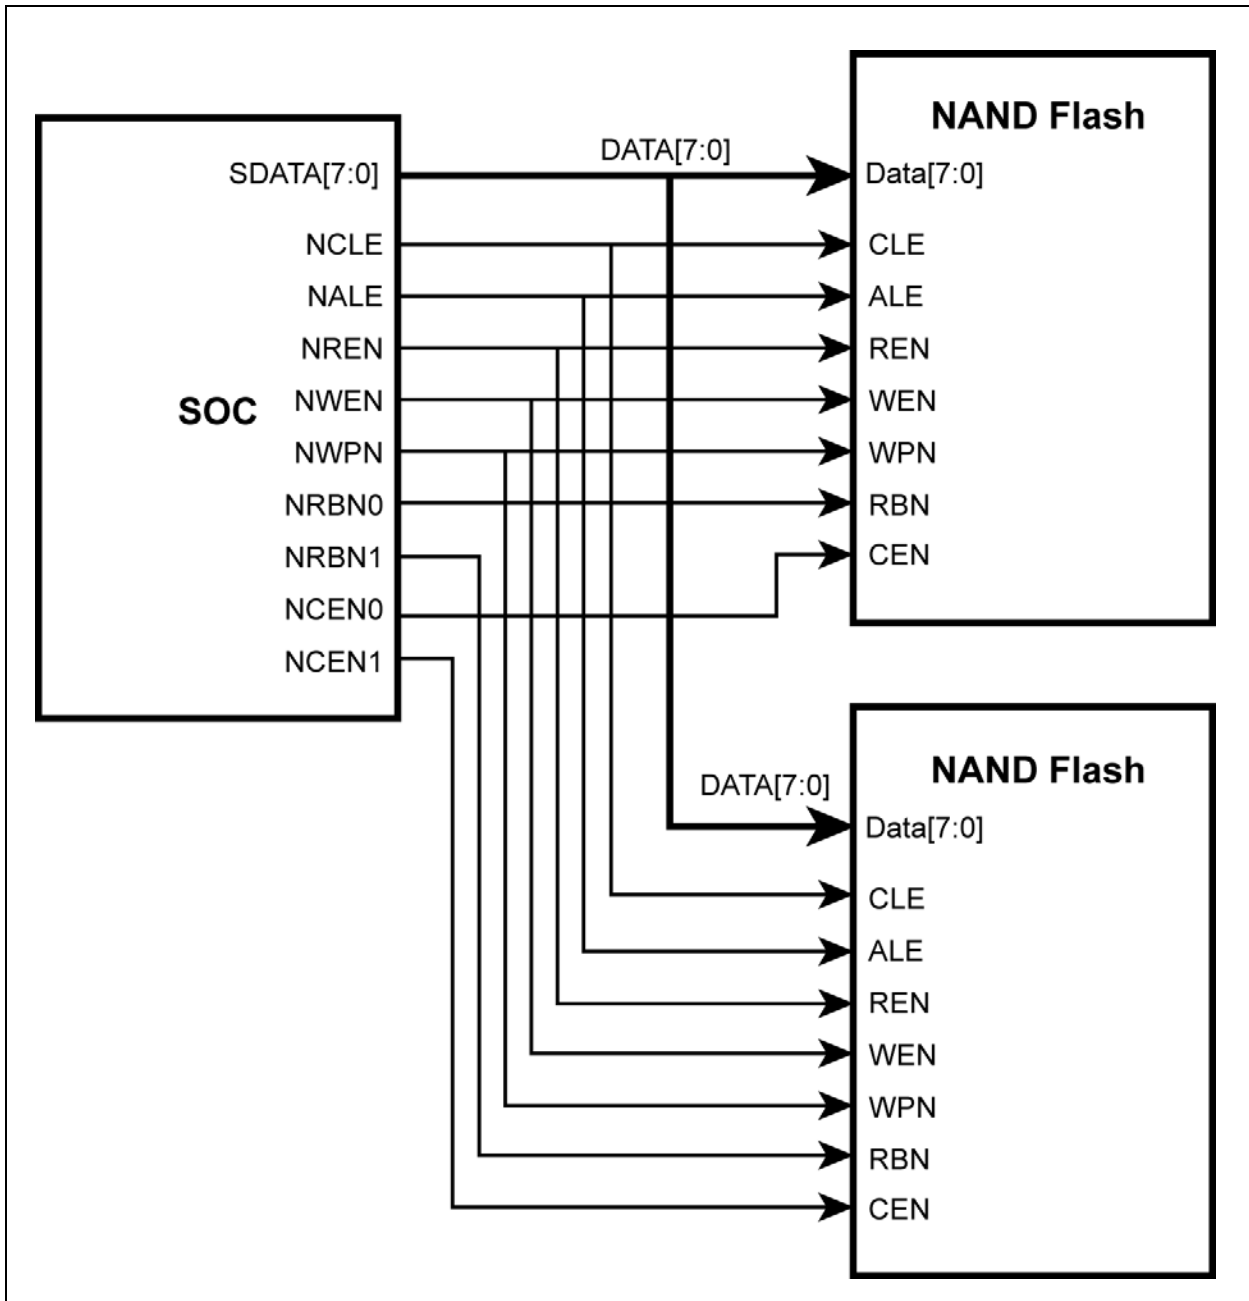 SOC
SDATA[7:0]
NCLE
NALE
NREN
NWEN
NWPN
NRBN0
NRBN1
NCEN0
NCEN1
DATA[7:0]
NAND Flash
Data[7:0]
CLE
ALE
REN
WEN
WPN
RBN
CEN
DATA[7:0]
NAND Flash
Data[7:0]
CLE
ALE
REN
WEN
WPN
RBN
CEN